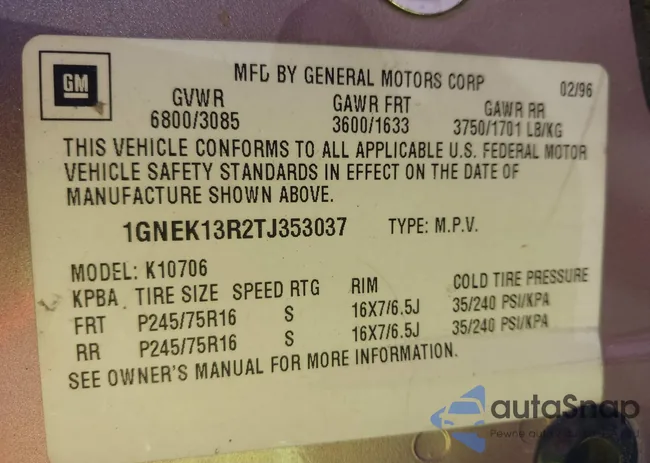 GM
MFD BY GENERAL MOTORS CORP 02/96
GVWR GAWR FRT GAWR RR
6800/3085 3600/1633 3750/1701 LB/KG
THIS VEHICLE CONFORMS TO ALL APPLICABLE U.S. FEDERAL MOTOR
VEHICLE SAFETY STANDARDS IN EFFECT ON THE DATE OF
MANUFACTURE SHOWN ABOVE.
1GNEK13R2TJ353037 TYPE: M.P.V.
MODEL: K10706
KPBA TIRE SIZE SPEED RTG RIM COLD TIRE PRESSURE
FRT P245/75R16 S 16X7/6.5J 35/240 PSI/KPA
RR P245/75R16 S 16X7/6.5J 35/240 PSI/KPA
SEE OWNER'S MANUAL FOR MORE INFORMATION.
autaSnap
Pewne auta